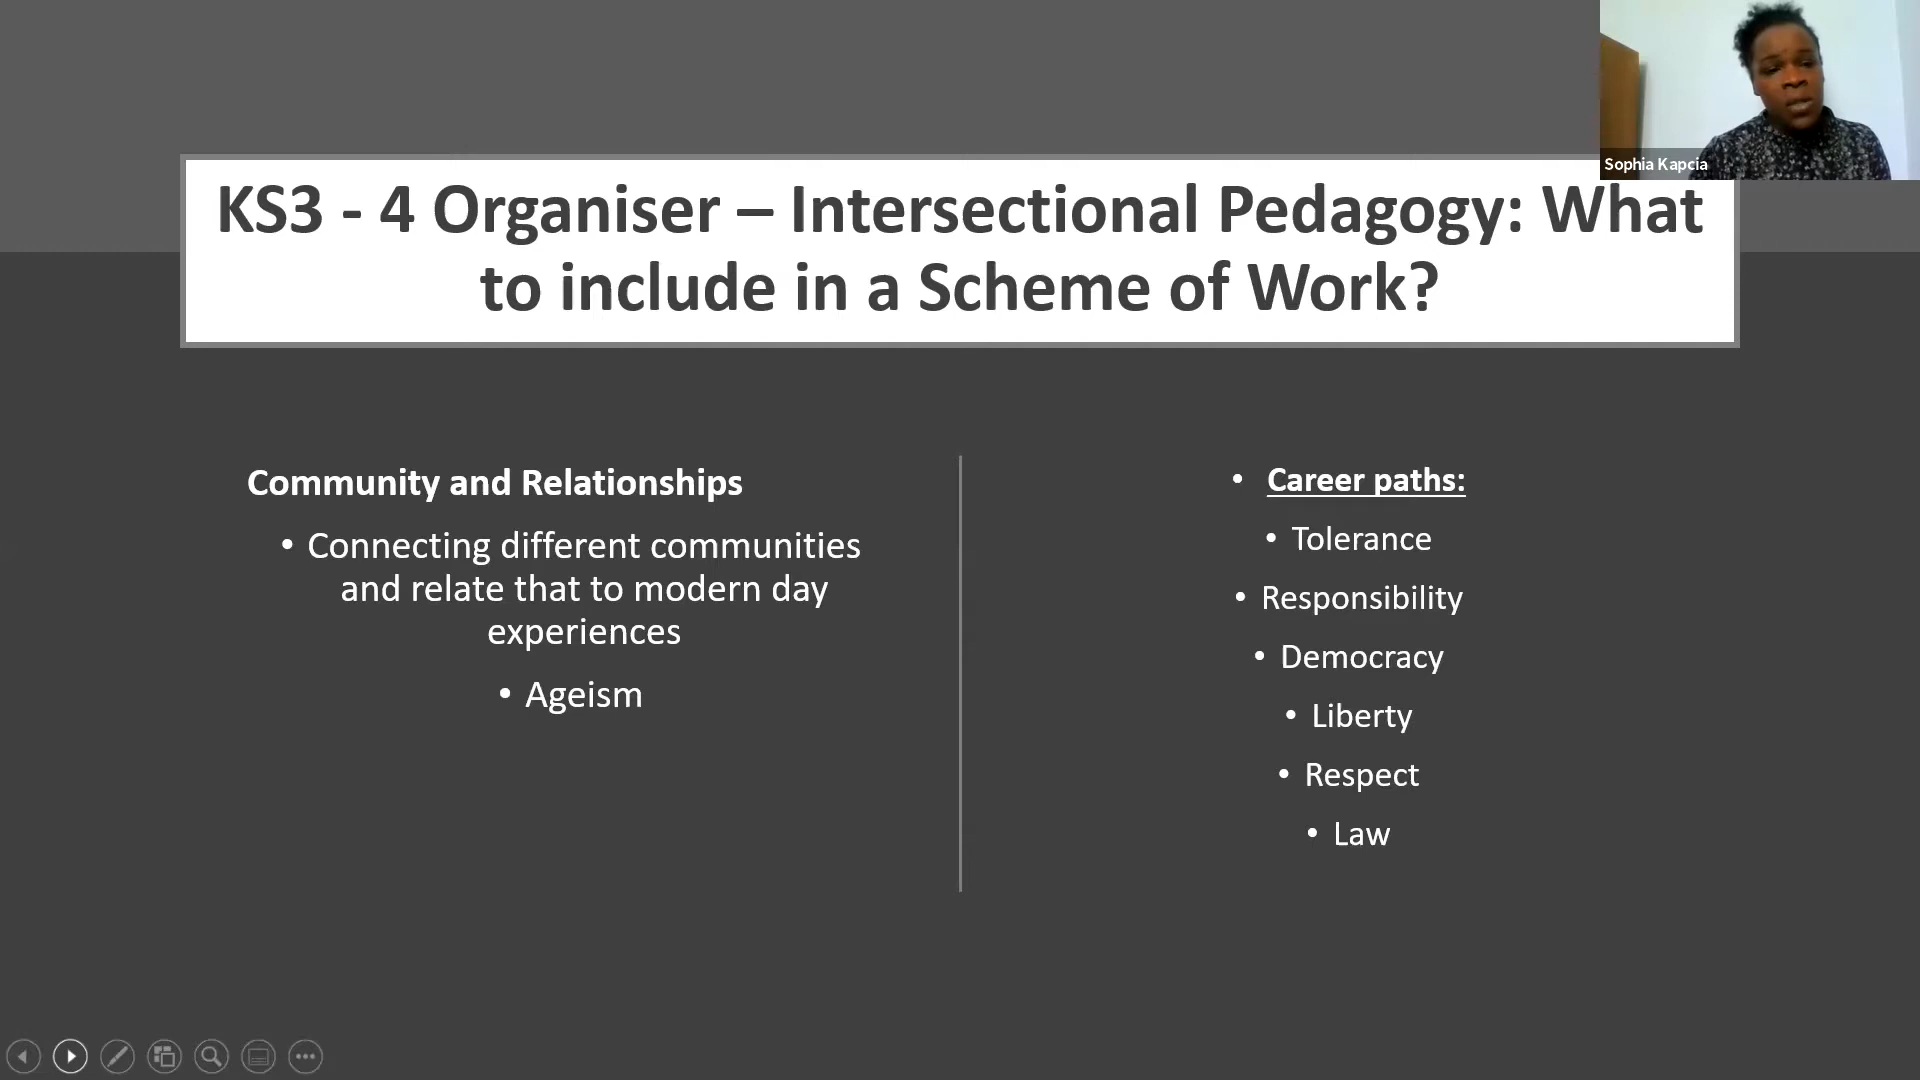 Sophia Kapcia
KS3 - 4 Organiser – Intersectional Pedagogy: What
to include in a Scheme of Work?
Community and Relationships
• Connecting different communities
and relate that to modern day
experiences
• Ageism
• Career paths:
• Tolerance
• Responsibility
• Democracy
• Liberty
• Respect
• Law